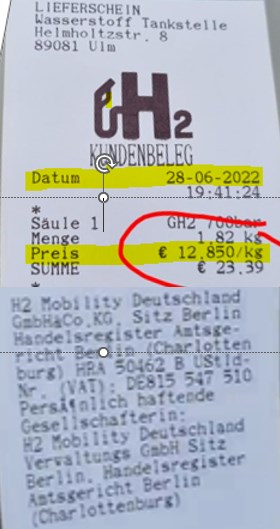 LIEFERSCHEIN
Wasserstoff Tankstelle
Helmholtzstr. 8
89081 Ulm
H2
KUNDENBELEG
Datum 28-06-2022
19:41:24
*
Säule 1 GH2 700bar
Menge 1,82 kg
Preis € 12,850/kg
SUMME € 23,39
*
H2 Mobility Deutschland
GmbH&Co.KG, Sitz Berlin
Handelsregister Amtsge-
richt Berlin (Charlotten
burg) HRA 50462 B UStId-
Nr. (VAT): DE815 547 510
Persönlich haftende
Gesellschafterin:
H2 Mobility Deutschland
Verwaltungs GmbH Sitz
Berlin, Handelsregister
Amtsgericht Berlin
(Charlottenburg)